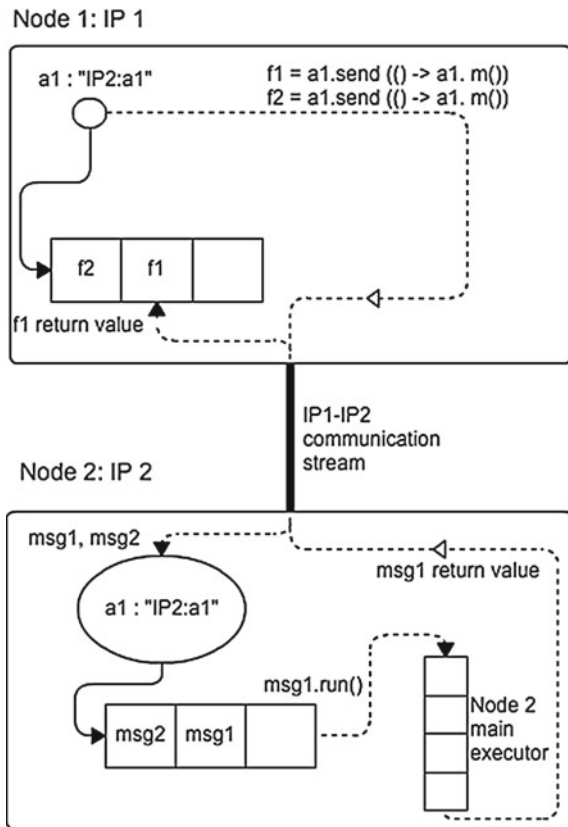 Node 1: IP 1
a1 : "IP2:a1"
f1 = a1.send (() -> a1. m())
f2 = a1.send (() -> a1. m())
f2
f1
f1 return value
IP1-IP2
communication
stream
Node 2: IP 2
msg1, msg2
msg1 return value
a1 : "IP2:a1"
msg1.run()
msg2
msg1
Node 2
main
executor